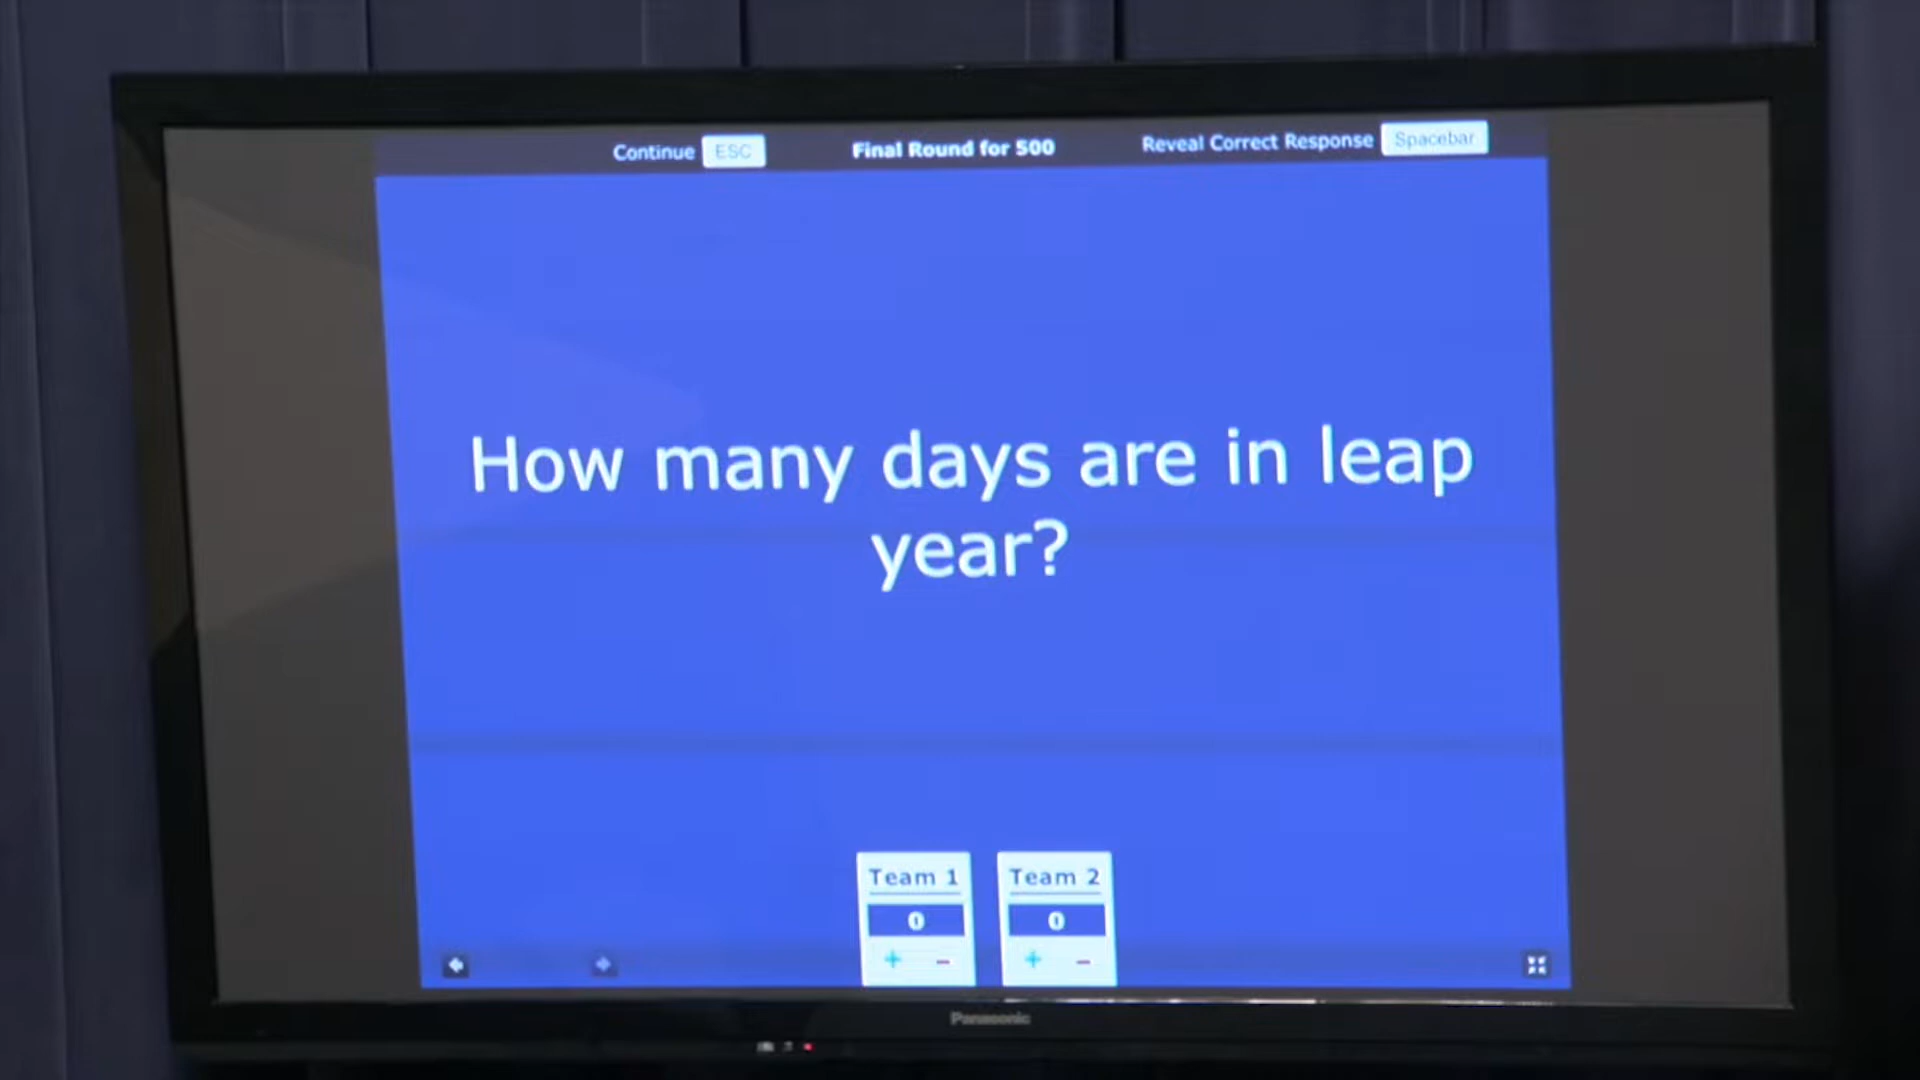 Continue ESC Final Round for 500 Reveal Correct Response Spacebar
How many days are in leap
year?
Team 1 Team 2
0 0
+ - + -
Panasonic